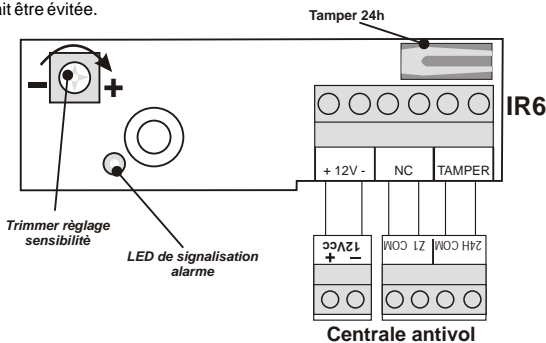 ait être évitée.
Tamper 24h
- +
IR6
+ 12V - NC TAMPER
Trimmer règlage
sensibilitè
LED de signalisation
alarme
+ -
12Vcc
COM Z1 COM 24H
Centrale antivol